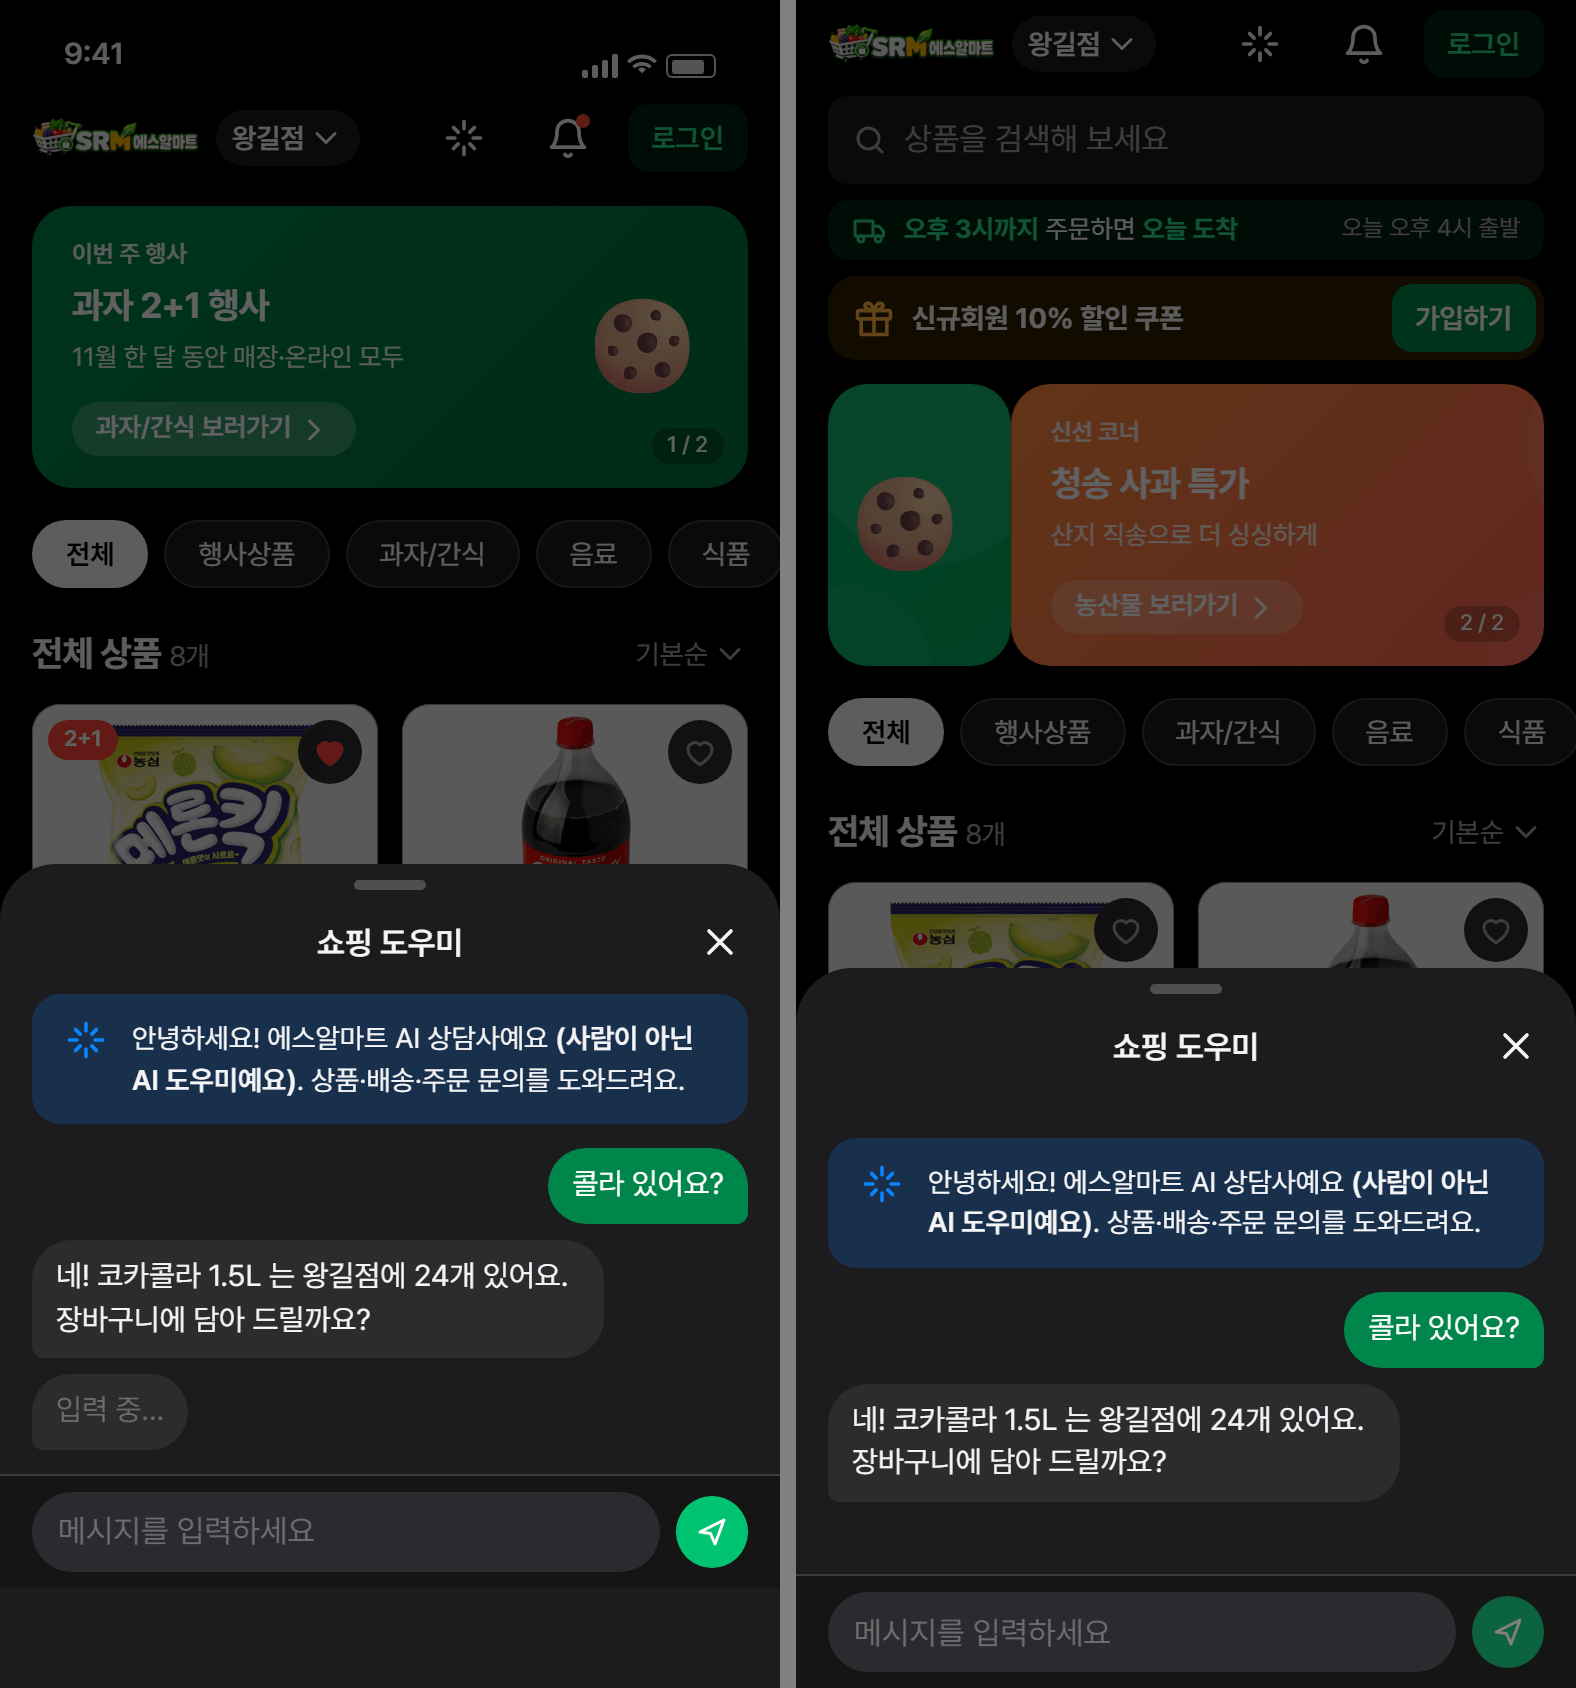 9:41
SRM 에스알마트
왕길점
로그인
이번 주 행사
과자 2+1 행사
11월 한 달 동안 매장·온라인 모두
과자/간식 보러가기
1 / 2
전체
행사상품
과자/간식
음료
식품
전체 상품 8개
기본순
2+1
농심
메론킥
ORIGINAL TASTE
쇼핑 도우미
안녕하세요! 에스알마트 AI 상담사예요 (사람이 아닌
AI 도우미예요). 상품·배송·주문 문의를 도와드려요.
콜라 있어요?
네! 코카콜라 1.5L 는 왕길점에 24개 있어요.
장바구니에 담아 드릴까요?
입력 중...
메시지를 입력하세요
SRM 에스알마트
왕길점
로그인
상품을 검색해 보세요
오후 3시까지 주문하면 오늘 도착
오늘 오후 4시 출발
신규회원 10% 할인 쿠폰
가입하기
신선 코너
청송 사과 특가
산지 직송으로 더 싱싱하게
농산물 보러가기
2 / 2
전체
행사상품
과자/간식
음료
식품
전체 상품 8개
기본순
농심
쇼핑 도우미
안녕하세요! 에스알마트 AI 상담사예요 (사람이 아닌
AI 도우미예요). 상품·배송·주문 문의를 도와드려요.
콜라 있어요?
네! 코카콜라 1.5L 는 왕길점에 24개 있어요.
장바구니에 담아 드릴까요?
메시지를 입력하세요